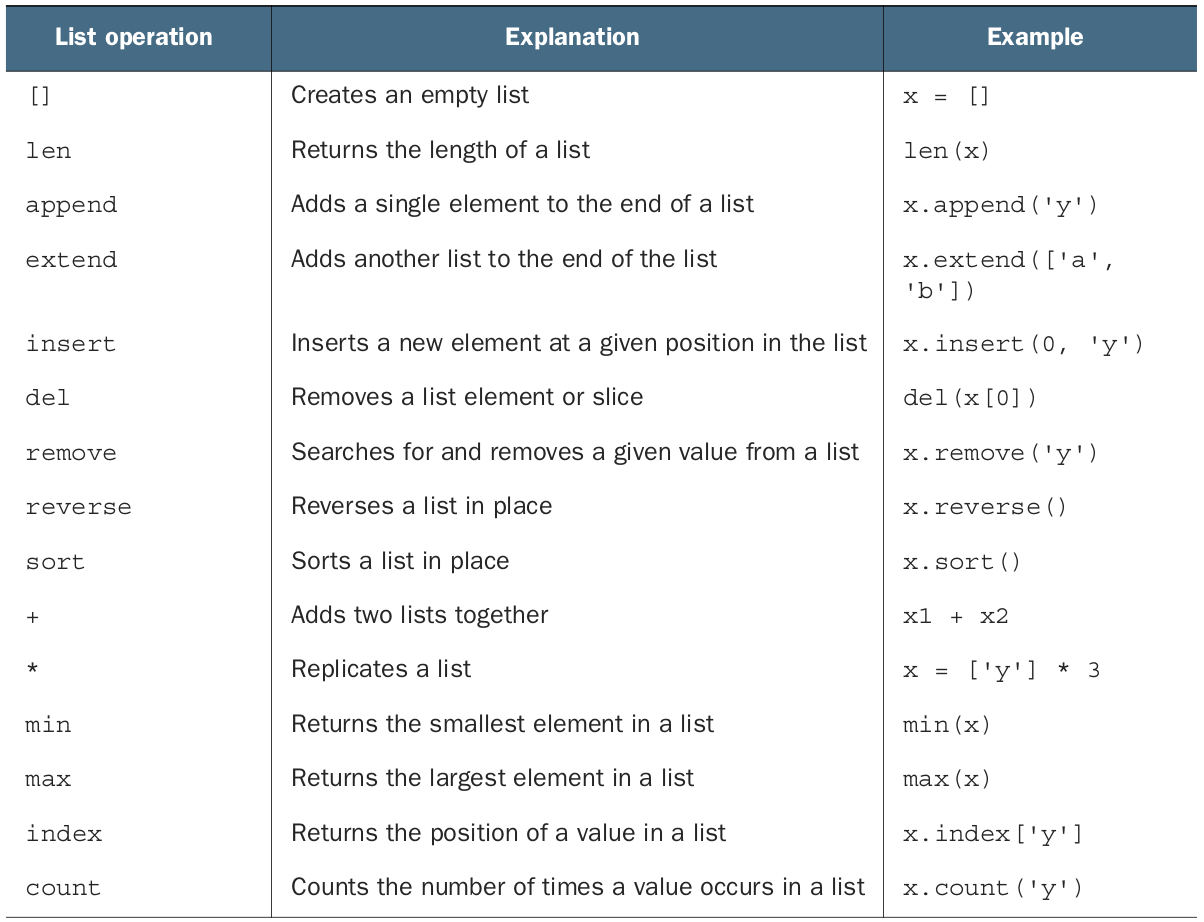 List operation Explanation Example
[] Creates an empty list x = []
len Returns the length of a list len(x)
append Adds a single element to the end of a list x.append('y')
extend Adds another list to the end of the list x.extend(['a',
'b'])
insert Inserts a new element at a given position in the list x.insert(0, 'y')
del Removes a list element or slice del(x[0])
remove Searches for and removes a given value from a list x.remove('y')
reverse Reverses a list in place x.reverse()
sort Sorts a list in place x.sort()
+ Adds two lists together x1 + x2
* Replicates a list x = ['y'] * 3
min Returns the smallest element in a list min(x)
max Returns the largest element in a list max(x)
index Returns the position of a value in a list x.index['y']
count Counts the number of times a value occurs in a list x.count('y')